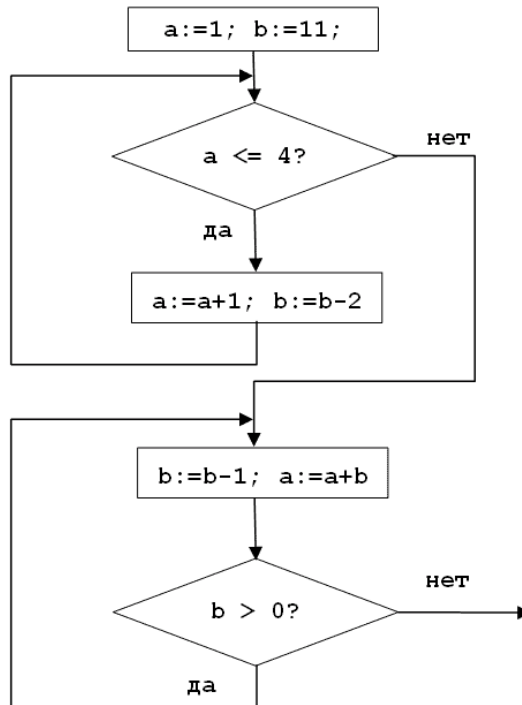 a:=1; b:=11;
a <= 4?
нет
да
a:=a+1; b:=b-2
b:=b-1; a:=a+b
b > 0?
нет
да